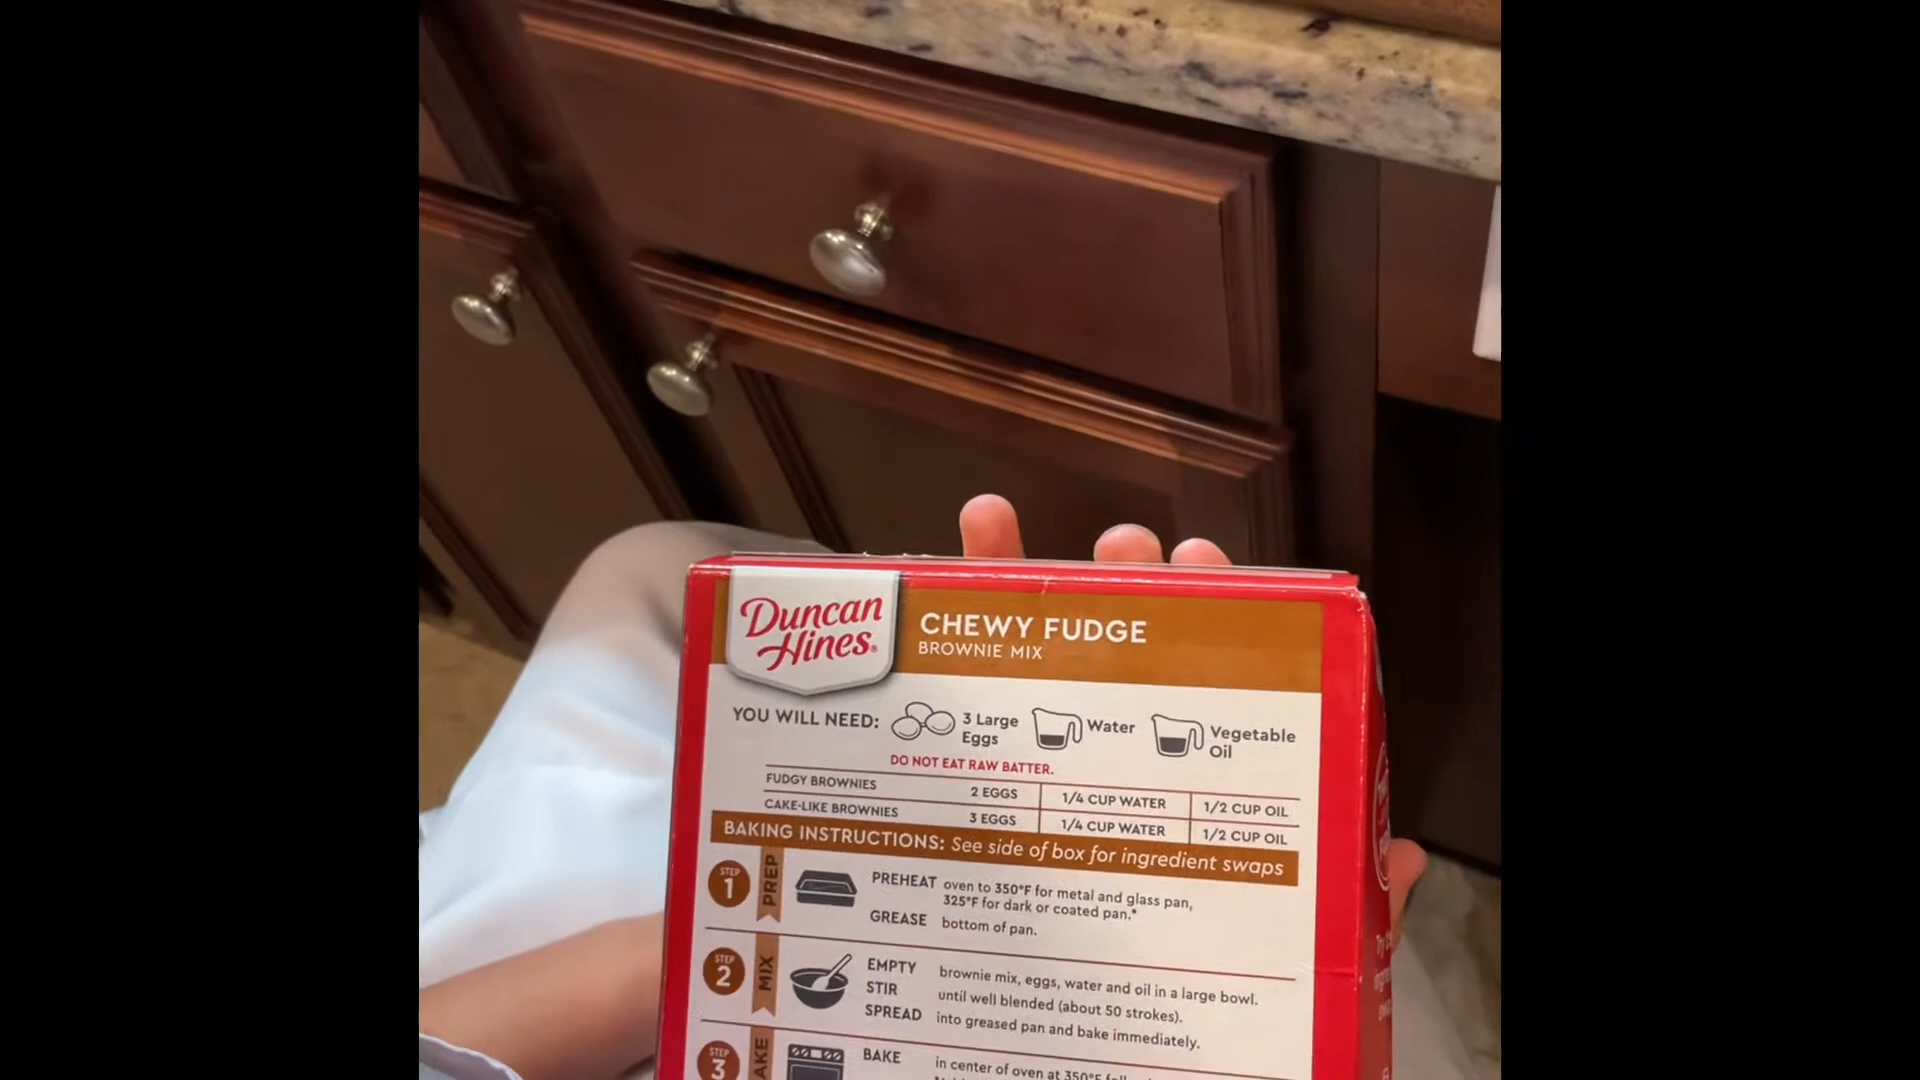 Duncan Hines®
CHEWY FUDGE
BROWNIE MIX
YOU WILL NEED:
3 Large Eggs
Water
Vegetable Oil
DO NOT EAT RAW BATTER.
FUDGY BROWNIES 2 EGGS 1/4 CUP WATER 1/2 CUP OIL
CAKE-LIKE BROWNIES 3 EGGS 1/4 CUP WATER 1/2 CUP OIL
BAKING INSTRUCTIONS: See side of box for ingredient swaps
STEP 1 PREP
PREHEAT oven to 350°F for metal and glass pan,
325°F for dark or coated pan.*
GREASE bottom of pan.
STEP 2 MIX
EMPTY brownie mix, eggs, water and oil in a large bowl.
STIR until well blended (about 50 strokes).
SPREAD into greased pan and bake immediately.
STEP 3
BAKE in center of oven at 350°F